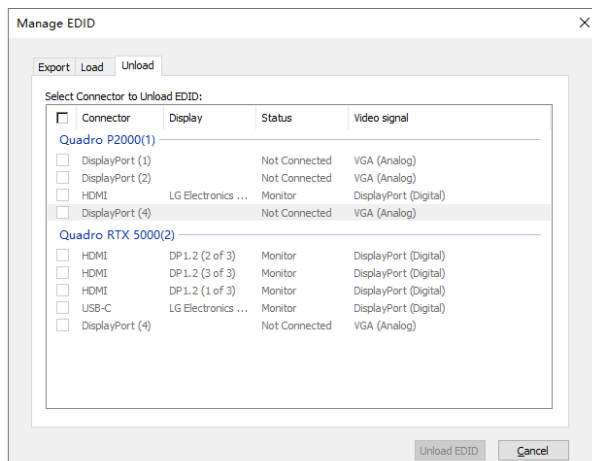 Manage EDID
Export Load Unload
Select Connector to Unload EDID:
Connector Display Status Video signal
Quadro P2000(1)
DisplayPort (1) Not Connected VGA (Analog)
DisplayPort (2) Not Connected VGA (Analog)
HDMI LG Electronics ... Monitor DisplayPort (Digital)
DisplayPort (4) Not Connected VGA (Analog)
Quadro RTX 5000(2)
HDMI DP1.2 (2 of 3) Monitor DisplayPort (Digital)
HDMI DP1.2 (3 of 3) Monitor DisplayPort (Digital)
HDMI DP1.2 (1 of 3) Monitor DisplayPort (Digital)
USB-C LG Electronics ... Monitor DisplayPort (Digital)
DisplayPort (4) Not Connected VGA (Analog)
Unload EDID Cancel